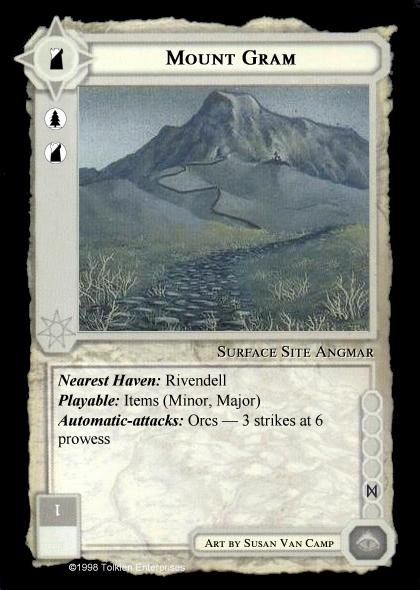 MOUNT GRAM
SURFACE SITE ANGMAR
Nearest Haven: Rivendell
Playable: Items (Minor, Major)
Automatic-attacks: Orcs — 3 strikes at 6
prowess
1
ART BY SUSAN VAN CAMP
©1998 Tolkien Enterprises